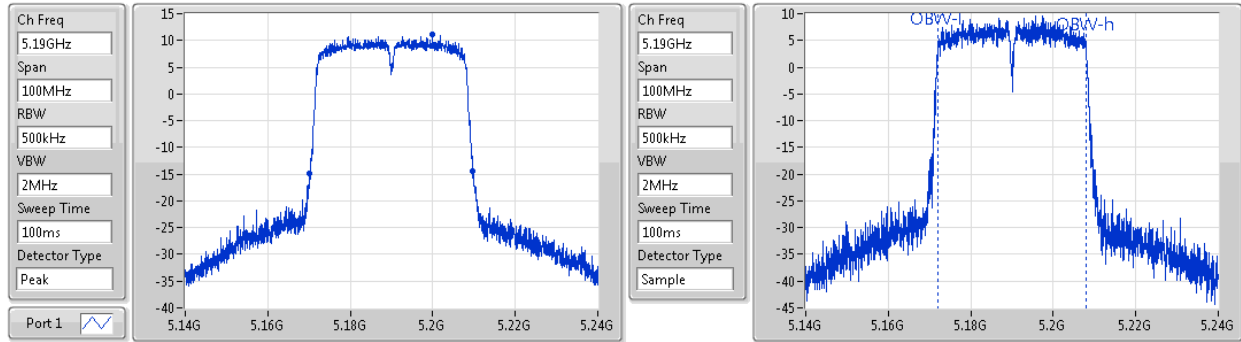 Ch Freq
5.19GHz
Span
100MHz
RBW
500kHz
VBW
2MHz
Sweep Time
100ms
Detector Type
Peak
Port 1
15
10
5
0
-5
-10
-15
-20
-25
-30
-35
-40
5.14G 5.16G 5.18G 5.2G 5.22G 5.24G
Ch Freq
5.19GHz
Span
100MHz
RBW
500kHz
VBW
2MHz
Sweep Time
100ms
Detector Type
Sample
OBW-l
OBW-h
10
5
0
-5
-10
-15
-20
-25
-30
-35
-40
-45
5.14G 5.16G 5.18G 5.2G 5.22G 5.24G